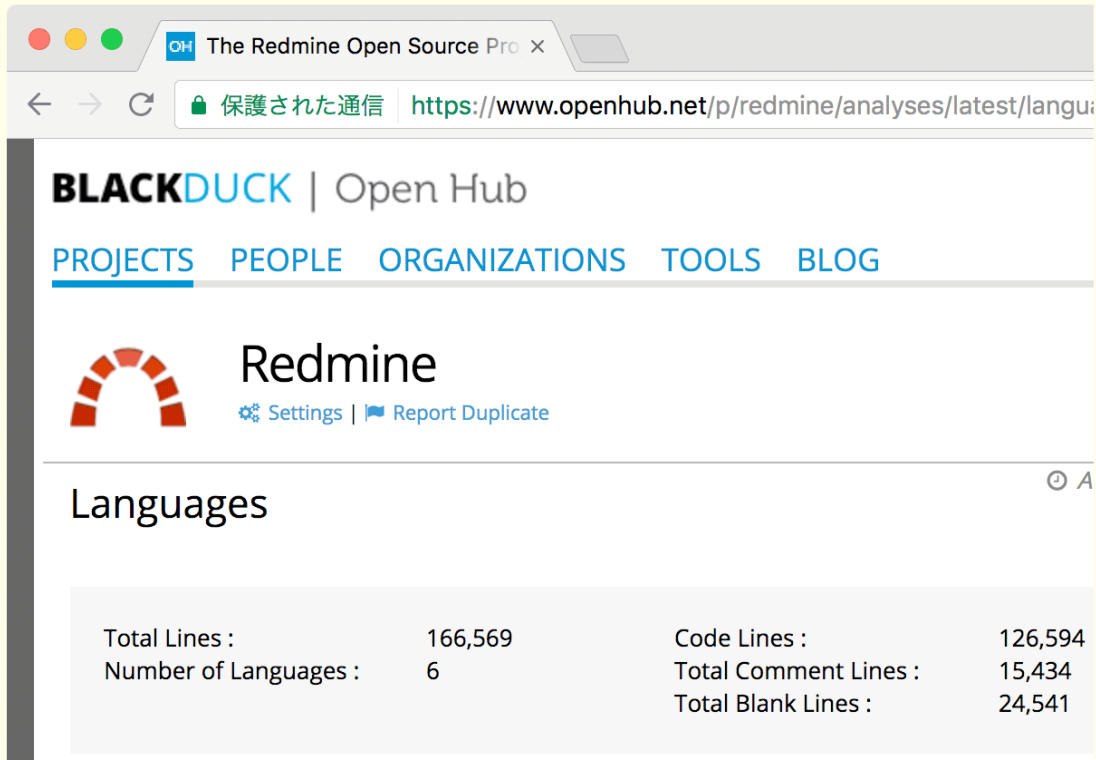 OH The Redmine Open Source Pro
保護された通信 https://www.openhub.net/p/redmine/analyses/latest/langua
BLACKDUCK | Open Hub
PROJECTS PEOPLE ORGANIZATIONS TOOLS BLOG
Redmine
Settings | Report Duplicate
A
Languages
Total Lines : 166,569 Code Lines : 126,594
Number of Languages : 6 Total Comment Lines : 15,434
Total Blank Lines : 24,541